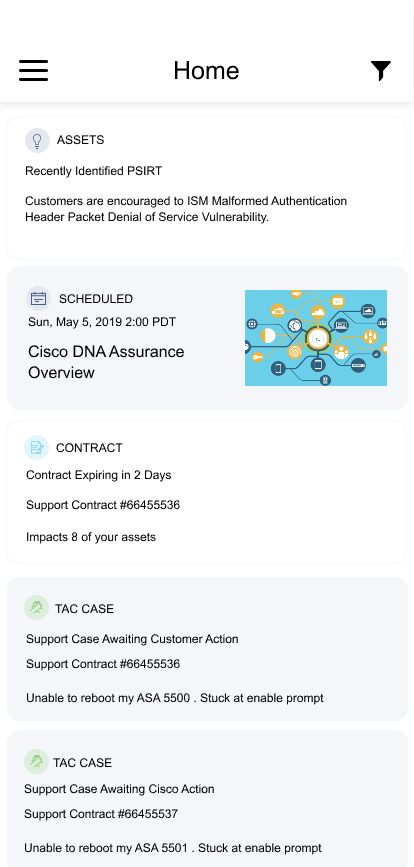 Home
ASSETS
Recently Identified PSIRT
Customers are encouraged to ISM Malformed Authentication
Header Packet Denial of Service Vulnerability.
SCHEDULED
Sun, May 5, 2019 2:00 PDT
Cisco DNA Assurance
Overview
CONTRACT
Contract Expiring in 2 Days
Support Contract #66455536
Impacts 8 of your assets
TAC CASE
Support Case Awaiting Customer Action
Support Contract #66455536
Unable to reboot my ASA 5500 . Stuck at enable prompt
TAC CASE
Support Case Awaiting Cisco Action
Support Contract #66455537
Unable to reboot my ASA 5501 . Stuck at enable prompt